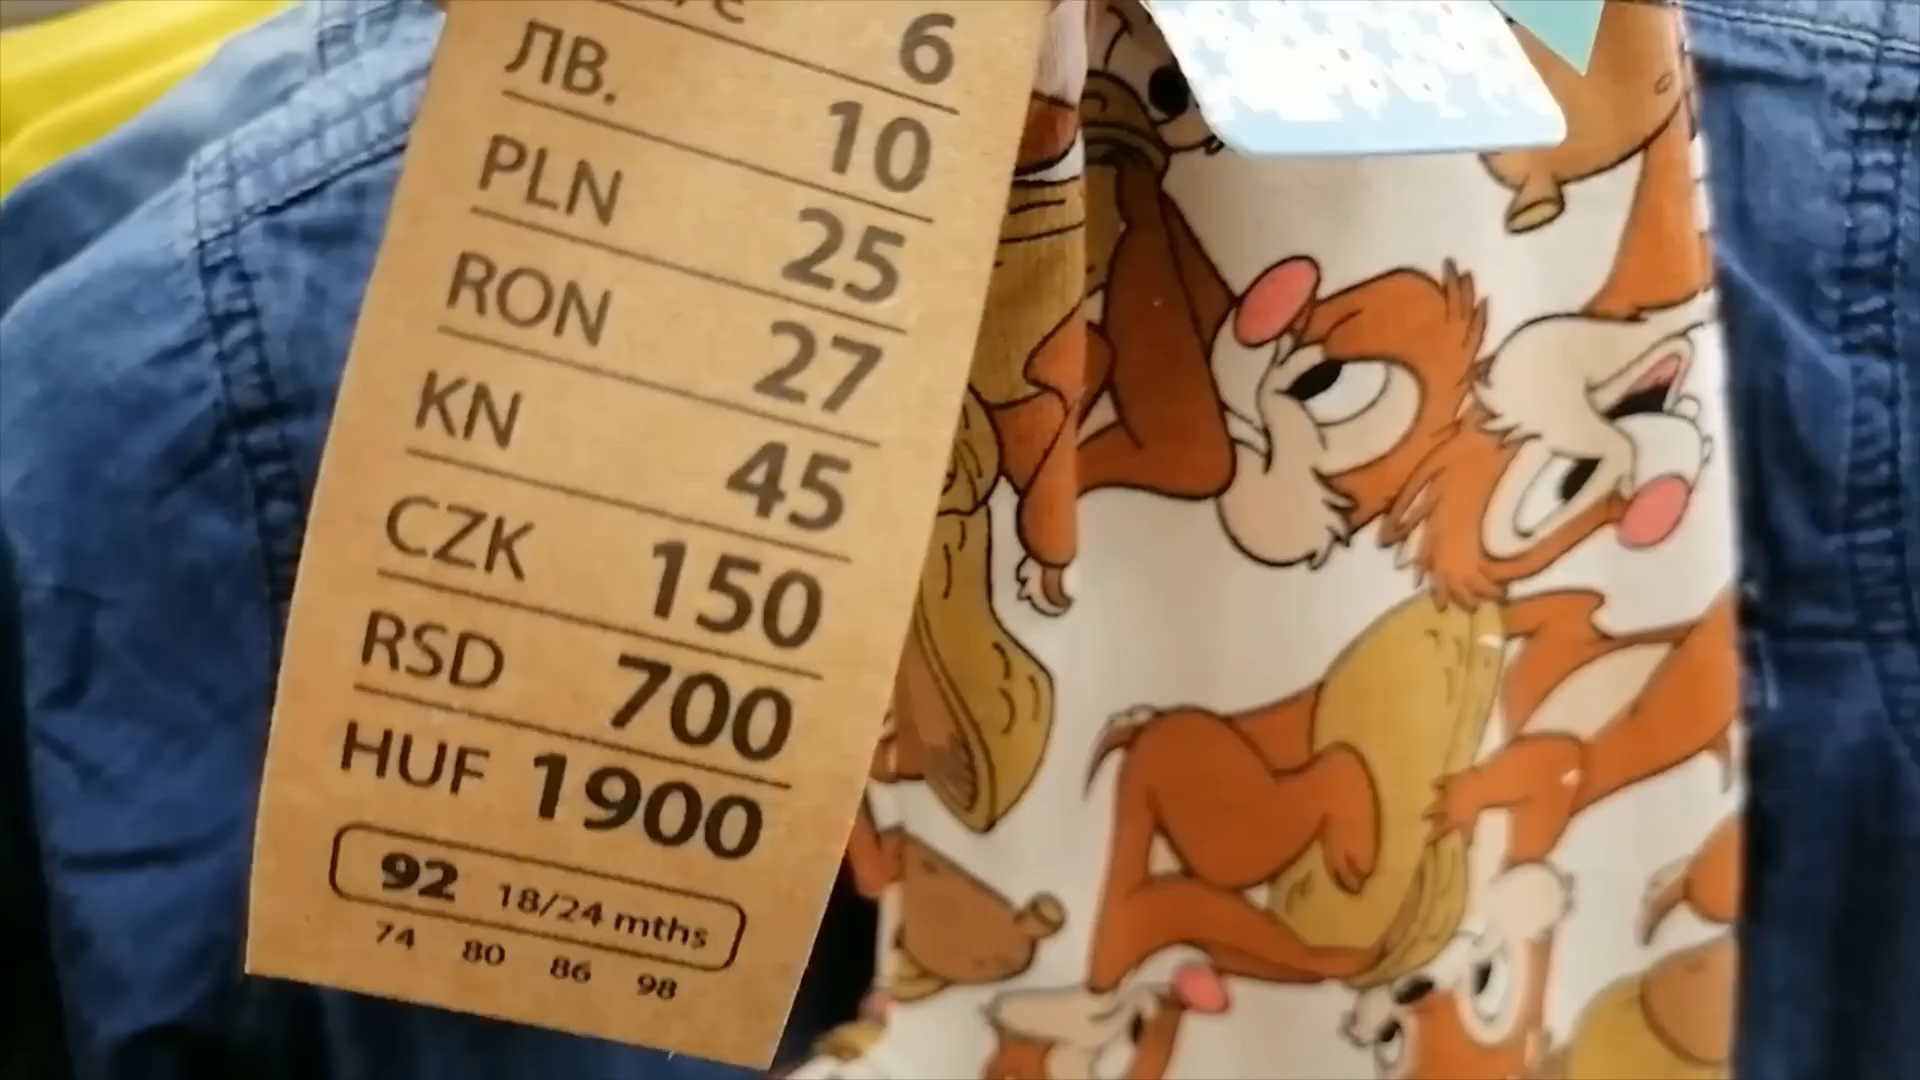 6
ЛВ. 10
PLN 25
RON 27
KN 45
CZK 150
RSD 700
HUF 1900
92 18/24 mths
74 80 86 98